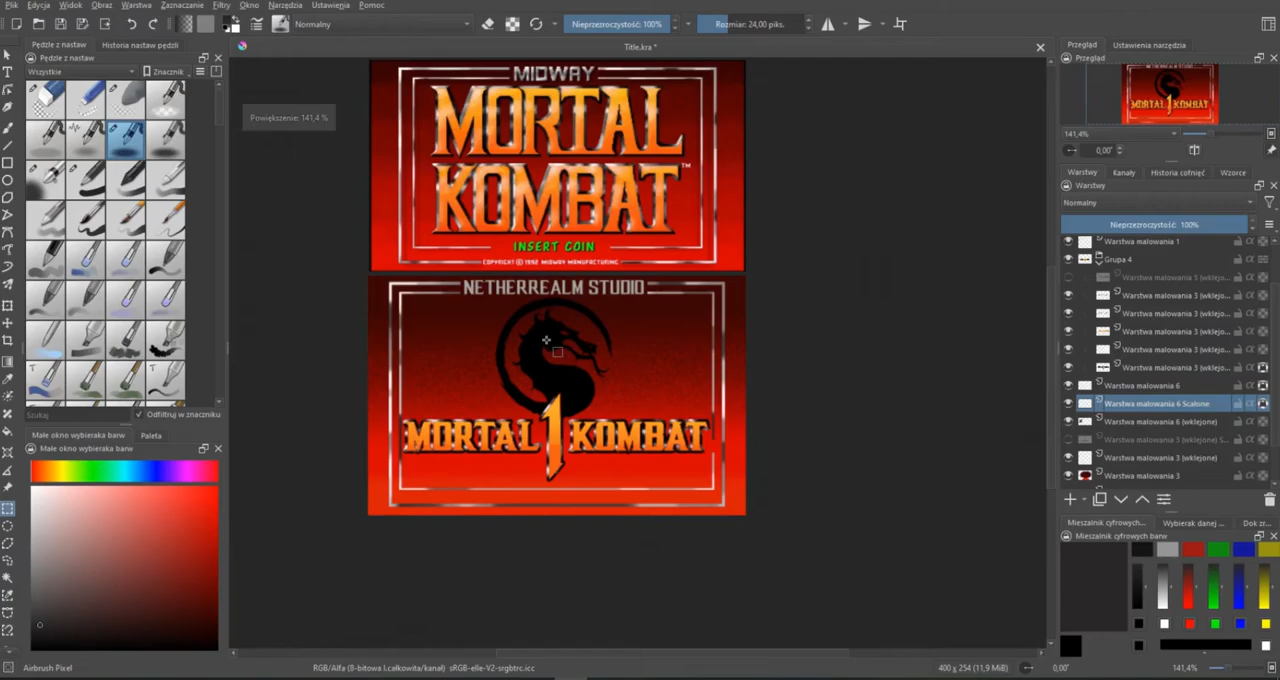 Plik Edycja Widok Obraz Warstwa Zaznaczanie Filtry Okno Narzędzia Ustawienia Pomoc
Normalny
Nieprzezroczystość: 100%
Rozmiar: 24,00 piks.
Pędzle z nastaw Historia nastaw pędzli
Pędzle z nastaw
Wszystkie
Znacznik
Szukaj
Odfiltruj w znaczniku
Małe okno wybieraka barw Paleta
Małe okno wybieraka barw
Airbrush Pixel
Title.kra *
Powiększenie: 141,4 %
MIDWAY
MORTAL
KOMBAT
TM
INSERT COIN
COPYRIGHT © 1992 MIDWAY MANUFACTURING
NETHERREALM STUDIO
MORTAL 1 KOMBAT
RGB/Alfa (8-bitowa l.całkowita/kanał) sRGB-elle-V2-srgbtrc.icc
400 x 254 (11,9 MiB)
0,00°
141,4%
Przegląd Ustawienia narzędzia
Przegląd
MORTAL 1 KOMBAT
141,4%
0,00°
Warstwy Kanały Historia cofnięć Wzorce
Warstwy
Normalny
Nieprzezroczystość: 100%
Warstwa malowania 1
Grupa 4
Warstwa malowania 5 (wklejo...
Warstwa malowania 3 (wklejo...
Warstwa malowania 3 (wklejo...
Warstwa malowania 3 (wklejo...
Warstwa malowania 3 (wklejo...
Warstwa malowania 3 (wklejo...
Warstwa malowania 6
Warstwa malowania 6 Scalone
Warstwa malowania 6 (wklejone)
Warstwa malowania 3 (wklejone) S...
Warstwa malowania 3 (wklejone)
Warstwa malowania 3
Mieszalnik cyfrowych... Wybierak danej ... Dok zr...
Mieszalnik cyfrowych barw